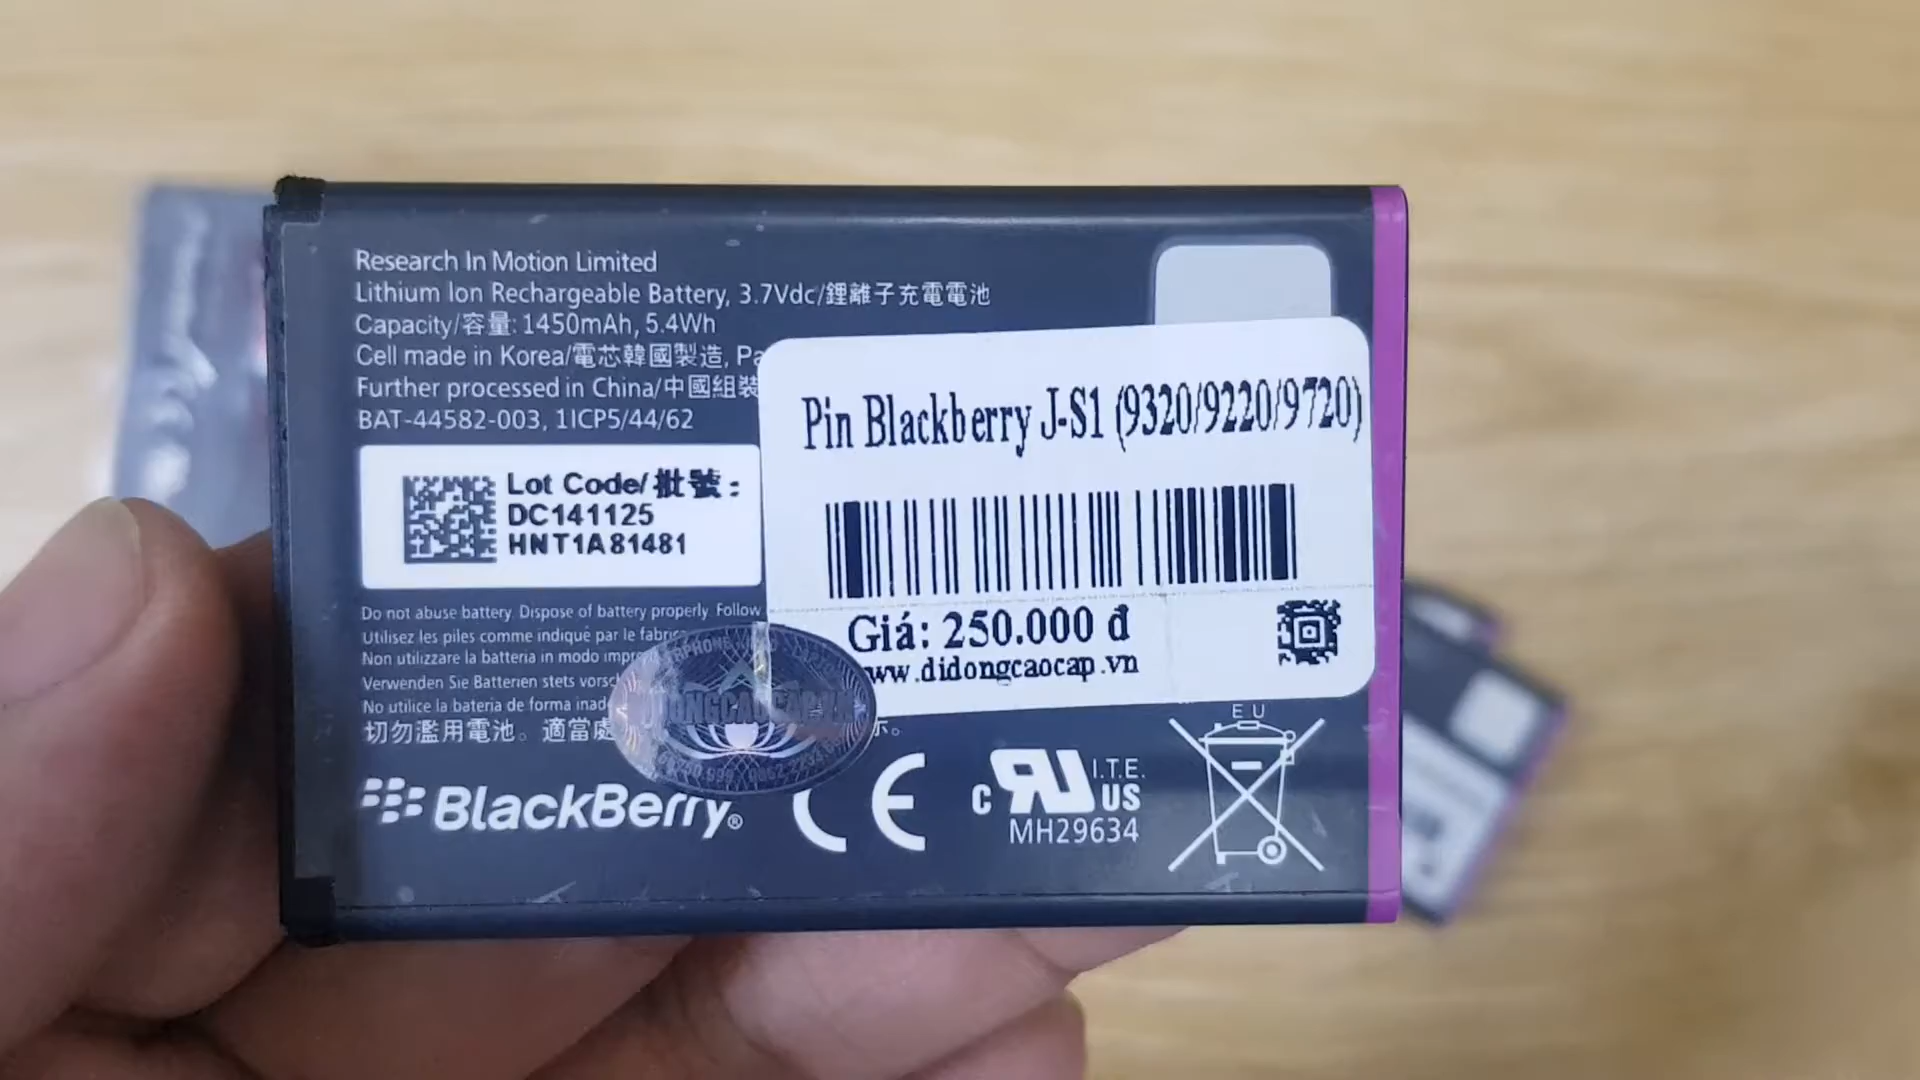 Research In Motion Limited
Lithium Ion Rechargeable Battery, 3.7Vdc/鋰離子充電電池
Capacity/容量: 1450mAh, 5.4Wh
Cell made in Korea/電芯韓國製造, Pa
Further processed in China/中國組裝
BAT-44582-003, 1ICP5/44/62
Pin Blackberry J-S1 (9320/9220/9720)
Lot Code/批號:
DC141125
HNT1A81481
Giá: 250.000 đ
www.didongcaocap.vn
Do not abuse battery. Dispose of battery properly. Follow
Utilisez les piles comme indiqué par le fabric
Non utilizzare la batteria in modo impr
Verwenden Sie Batterien stets vorsc
No utilice la bateria de forma inad
切勿濫用電池。適當處
示。
EU
BlackBerry®
CE
c RU US I.T.E.
MH29634